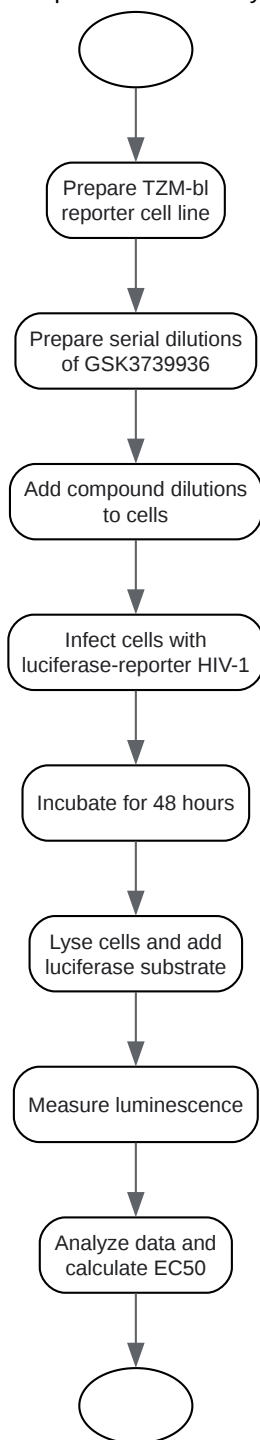 Prepare TZM-bl
reporter cell line
Prepare serial dilutions
of GSK3739936
Add compound dilutions
to cells
Infect cells with
luciferase-reporter HIV-1
Incubate for 48 hours
Lyse cells and add
luciferase substrate
Measure luminescence
Analyze data and
calculate EC50